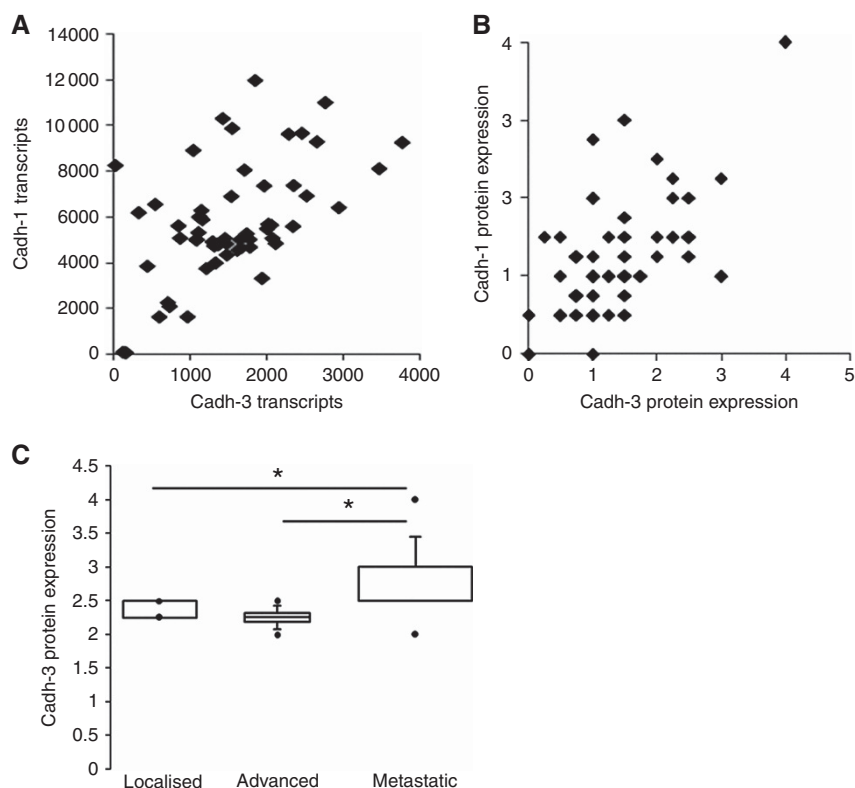 A
14000
12 000
10 000
8000
6000
4000
2000
0
0 1000 2000 3000 4000
Cadh-1 transcripts
Cadh-3 transcripts
B
4
3
3
1
0
0 1 2 3 4 5
Cadh-1 protein expression
Cadh-3 protein expression
C
4.5
4
3.5
3
2.5
2
1.5
1
0.5
0
Cadh-3 protein expression
*
*
Localised Advanced Metastatic